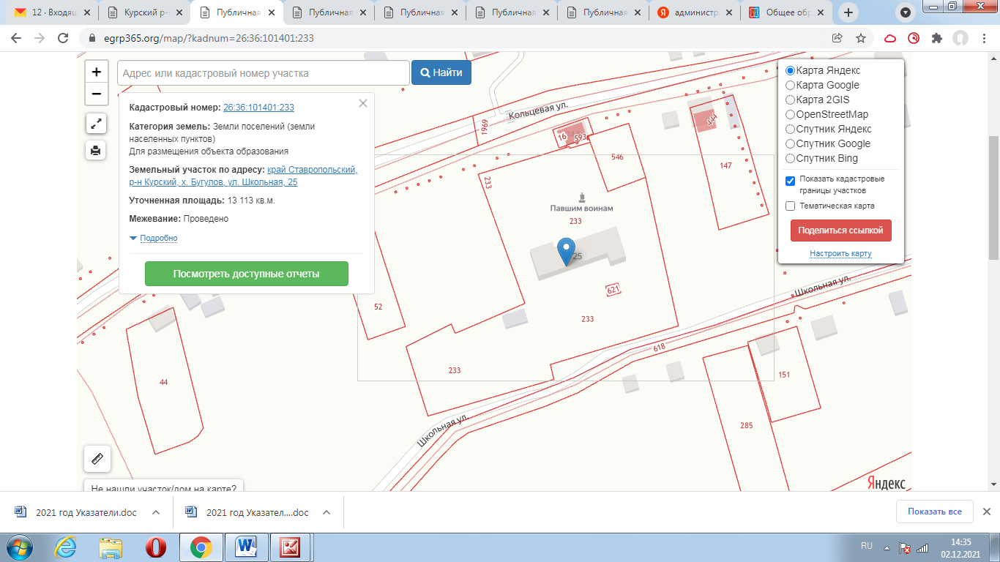 12 · Входящ
Курский р-
Публичная
Публичная
Публичная
Публичная
Публичная
администр
Общее обр
egrp365.org/map/?kadnum=26:36:101401:233
Адрес или кадастровый номер участка
Найти
Кадастровый номер: 26:36:101401:233
Категория земель: Земли поселений (земли
населенных пунктов)
Для размещения объекта образования
Земельный участок по адресу: край Ставропольский,
р-н Курский, х. Бугулов, ул. Школьная, 25
Уточненная площадь: 13 113 кв.м.
Межевание: Проведено
Подробно
Посмотреть доступные отчеты
Карта Яндекс
Карта Google
Карта 2GIS
OpenStreetMap
Спутник Яндекс
Спутник Google
Спутник Bing
Показать кадастровые
границы участков
Тематическая карта
Поделиться ссылкой
Настроить карту
Кольцевая ул.
1969
16
593
444
546
147
233
Павшим воинам
233
25
621
52
233
Школьная ул.
618
233
44
151
285
Школьная ул.
Не нашли участок/дом на карте?
Яндекс
2021 год Указатели.doc
2021 год Указател....doc
Показать все
RU
14:35
02.12.2021